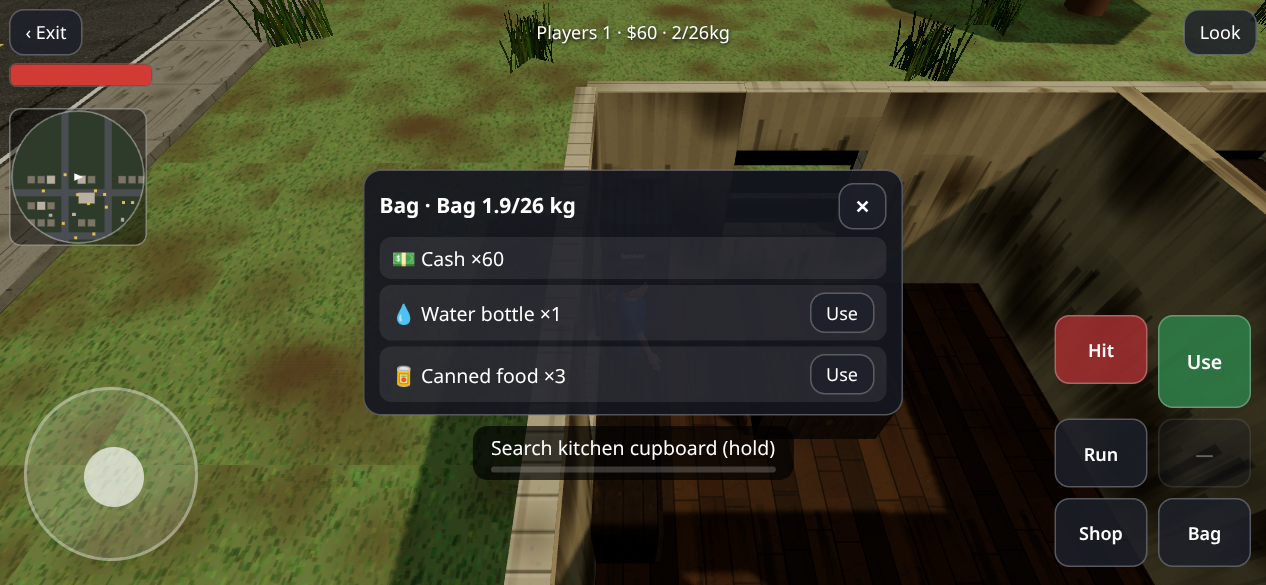 ‹ Exit
Players 1 · $60 · 2/26kg
Look
Bag · Bag 1.9/26 kg
×
Cash ×60
Water bottle ×1
Use
Canned food ×3
Use
Search kitchen cupboard (hold)
Hit
Use
Run
—
Shop
Bag